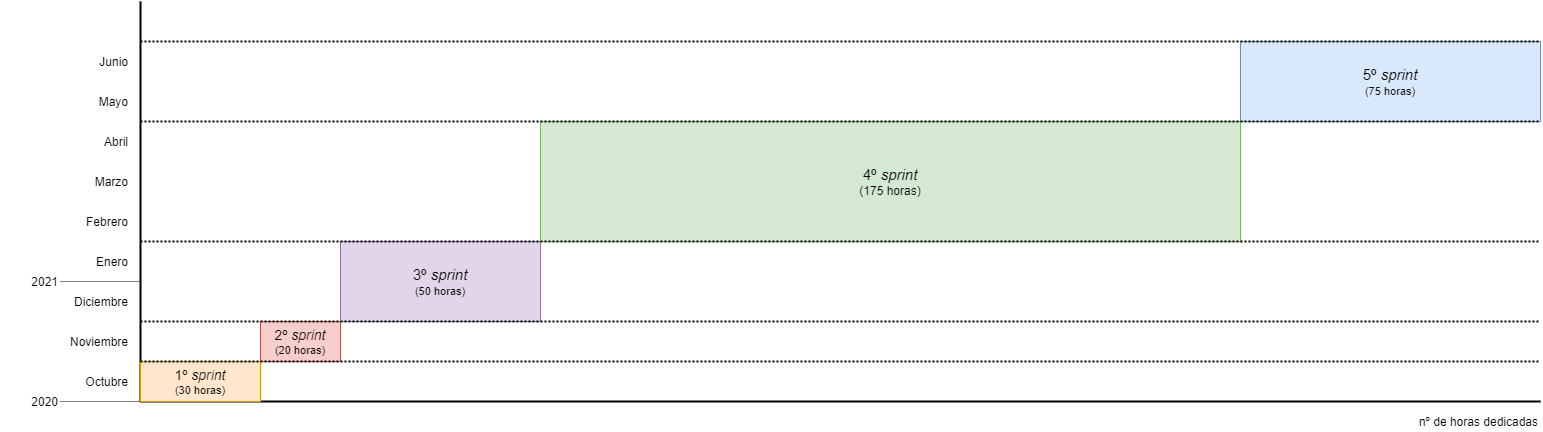 Junio
5º sprint
(75 horas)
Mayo
Abril
4º sprint
(175 horas)
Marzo
Febrero
Enero
3º sprint
(50 horas)
2021
Diciembre
2º sprint
(20 horas)
Noviembre
1º sprint
(30 horas)
Octubre
2020
nº de horas dedicadas